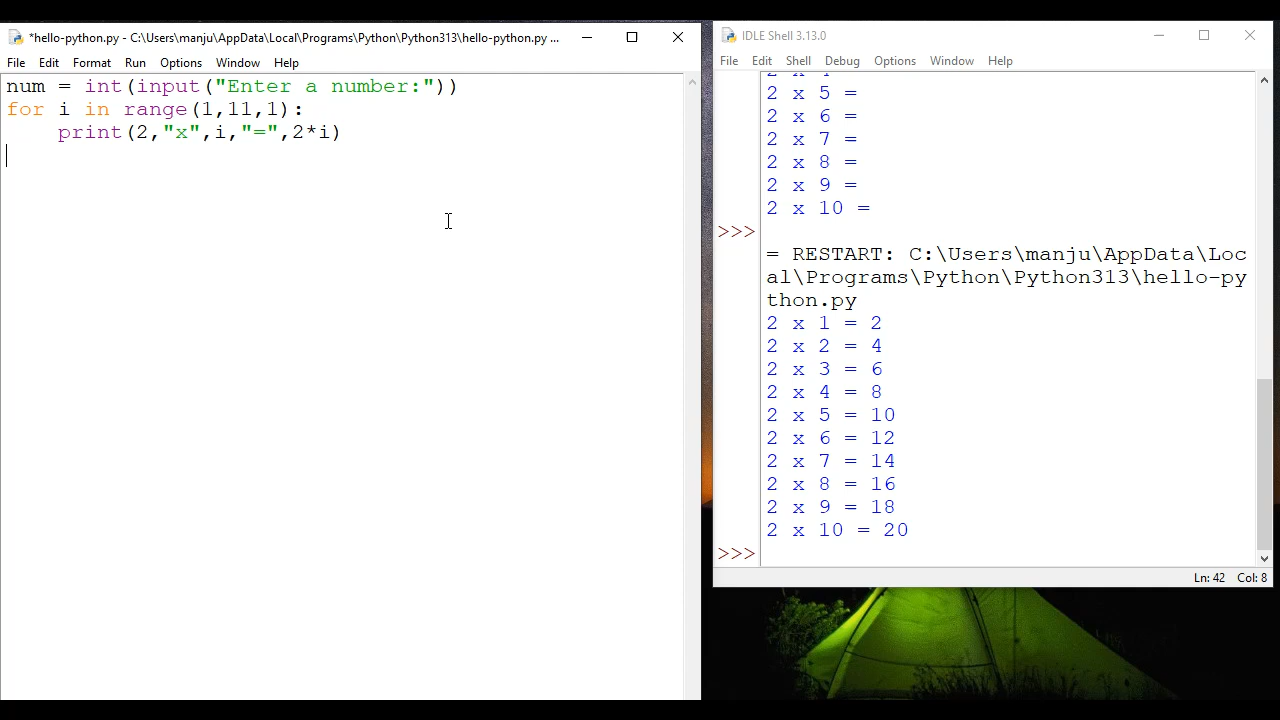 *hello-python.py - C:\Users\manju\AppData\Local\Programs\Python\Python313\hello-python.py ...
File Edit Format Run Options Window Help
num = int(input("Enter a number:"))
for i in range(1,11,1):
    print(2,"x",i,"=",2*i)
IDLE Shell 3.13.0
File Edit Shell Debug Options Window Help
2 x 5 =
2 x 6 =
2 x 7 =
2 x 8 =
2 x 9 =
2 x 10 =
>>>
= RESTART: C:\Users\manju\AppData\Loc
al\Programs\Python\Python313\hello-py
thon.py
2 x 1 = 2
2 x 2 = 4
2 x 3 = 6
2 x 4 = 8
2 x 5 = 10
2 x 6 = 12
2 x 7 = 14
2 x 8 = 16
2 x 9 = 18
2 x 10 = 20
>>>
Ln: 42 Col: 8